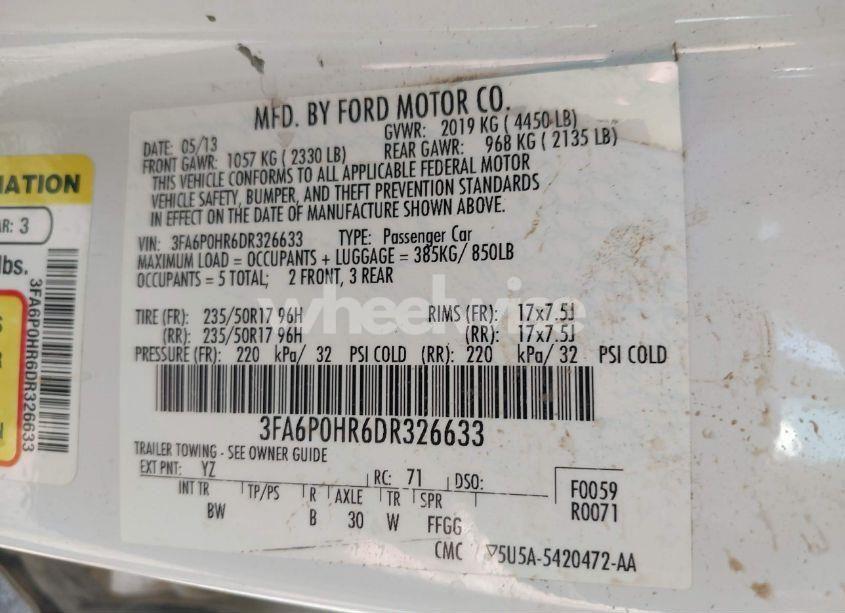 MFD. BY FORD MOTOR CO.
DATE: 05/13 GVWR: 2019 KG ( 4450 LB)
FRONT GAWR: 1057 KG ( 2330 LB) REAR GAWR: 968 KG ( 2135 LB)
THIS VEHICLE CONFORMS TO ALL APPLICABLE FEDERAL MOTOR
VEHICLE SAFETY, BUMPER, AND THEFT PREVENTION STANDARDS
IN EFFECT ON THE DATE OF MANUFACTURE SHOWN ABOVE.
VIN: 3FA6P0HR6DR326633 TYPE: Passenger Car
MAXIMUM LOAD = OCCUPANTS + LUGGAGE = 385KG/ 850LB
OCCUPANTS = 5 TOTAL; 2 FRONT, 3 REAR
TIRE (FR): 235/50R17 96H RIMS (FR): 17x7.5J
(RR): 235/50R17 96H (RR): 17x7.5J
PRESSURE (FR): 220 kPa/ 32 PSI COLD (RR): 220 kPa/ 32 PSI COLD
3FA6P0HR6DR326633
TRAILER TOWING - SEE OWNER GUIDE
EXT PNT: YZ RC: 71 DSO:
F0059
R0071
INT TR TP/PS R AXLE TR SPR
BW B 30 W FFGG
CMC ▽5U5A-5420472-AA
wheelwise
MATION
AR: 3
lbs.
3FA6P0HR6DR326633
S
R
N